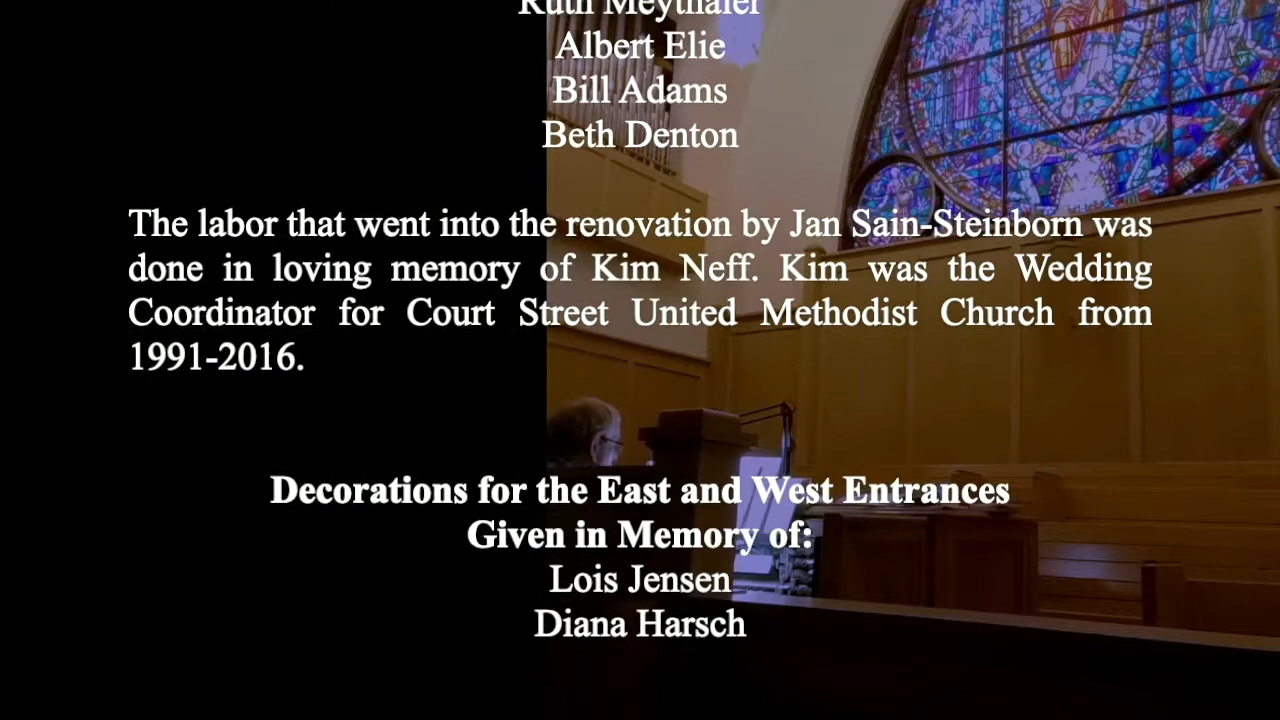 Ruth Meythaler
Albert Elie
Bill Adams
Beth Denton
The labor that went into the renovation by Jan Sain-Steinborn was
done in loving memory of Kim Neff. Kim was the Wedding
Coordinator for Court Street United Methodist Church from
1991-2016.
Decorations for the East and West Entrances
Given in Memory of:
Lois Jensen
Diana Harsch